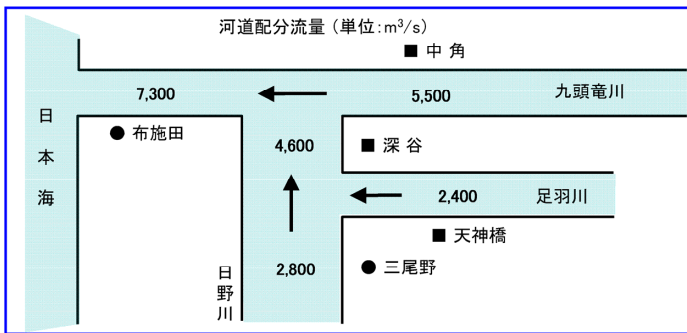 河道配分流量（単位：m³/s）
■ 中 角
7,300
5,500
九頭竜川
日本海
● 布施田
4,600
■ 深 谷
2,400
足羽川
■ 天神橋
2,800
● 三尾野
日野川